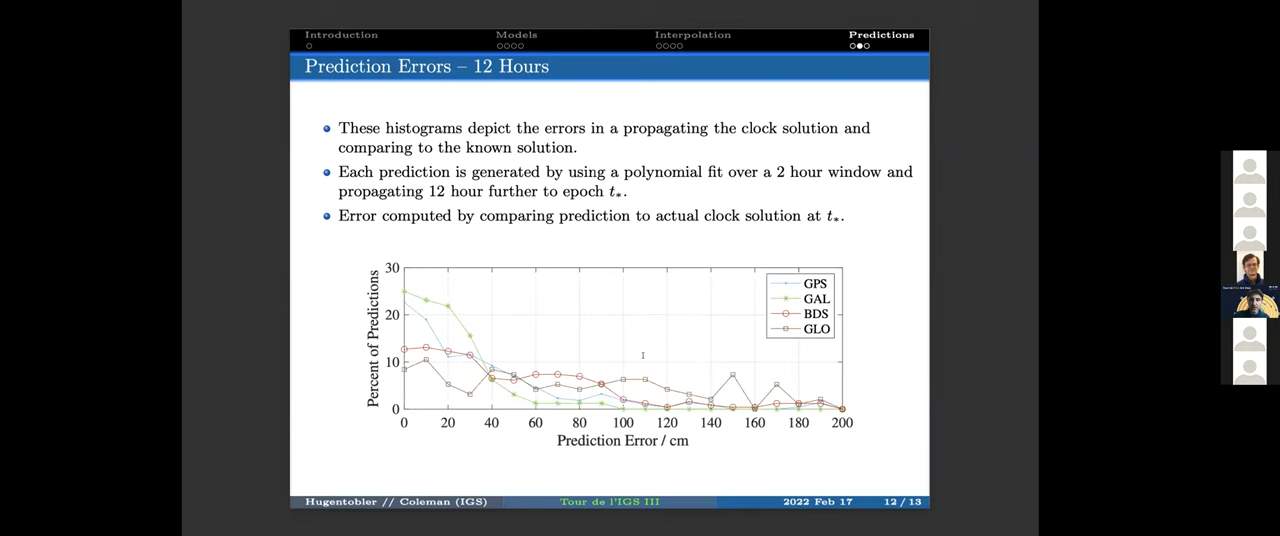 Introduction
Models
Interpolation
Predictions
Prediction Errors – 12 Hours
These histograms depict the errors in a propagating the clock solution and
comparing to the known solution.
Each prediction is generated by using a polynomial fit over a 2 hour window and
propagating 12 hour further to epoch t*.
Error computed by comparing prediction to actual clock solution at t*.
Percent of Predictions
30
20
10
0
GPS
GAL
BDS
GLO
0 20 40 60 80 100 120 140 160 180 200
Prediction Error / cm
Hugentobler // Coleman (IGS)
Tour de l'IGS III
2022 Feb 17
12 / 13